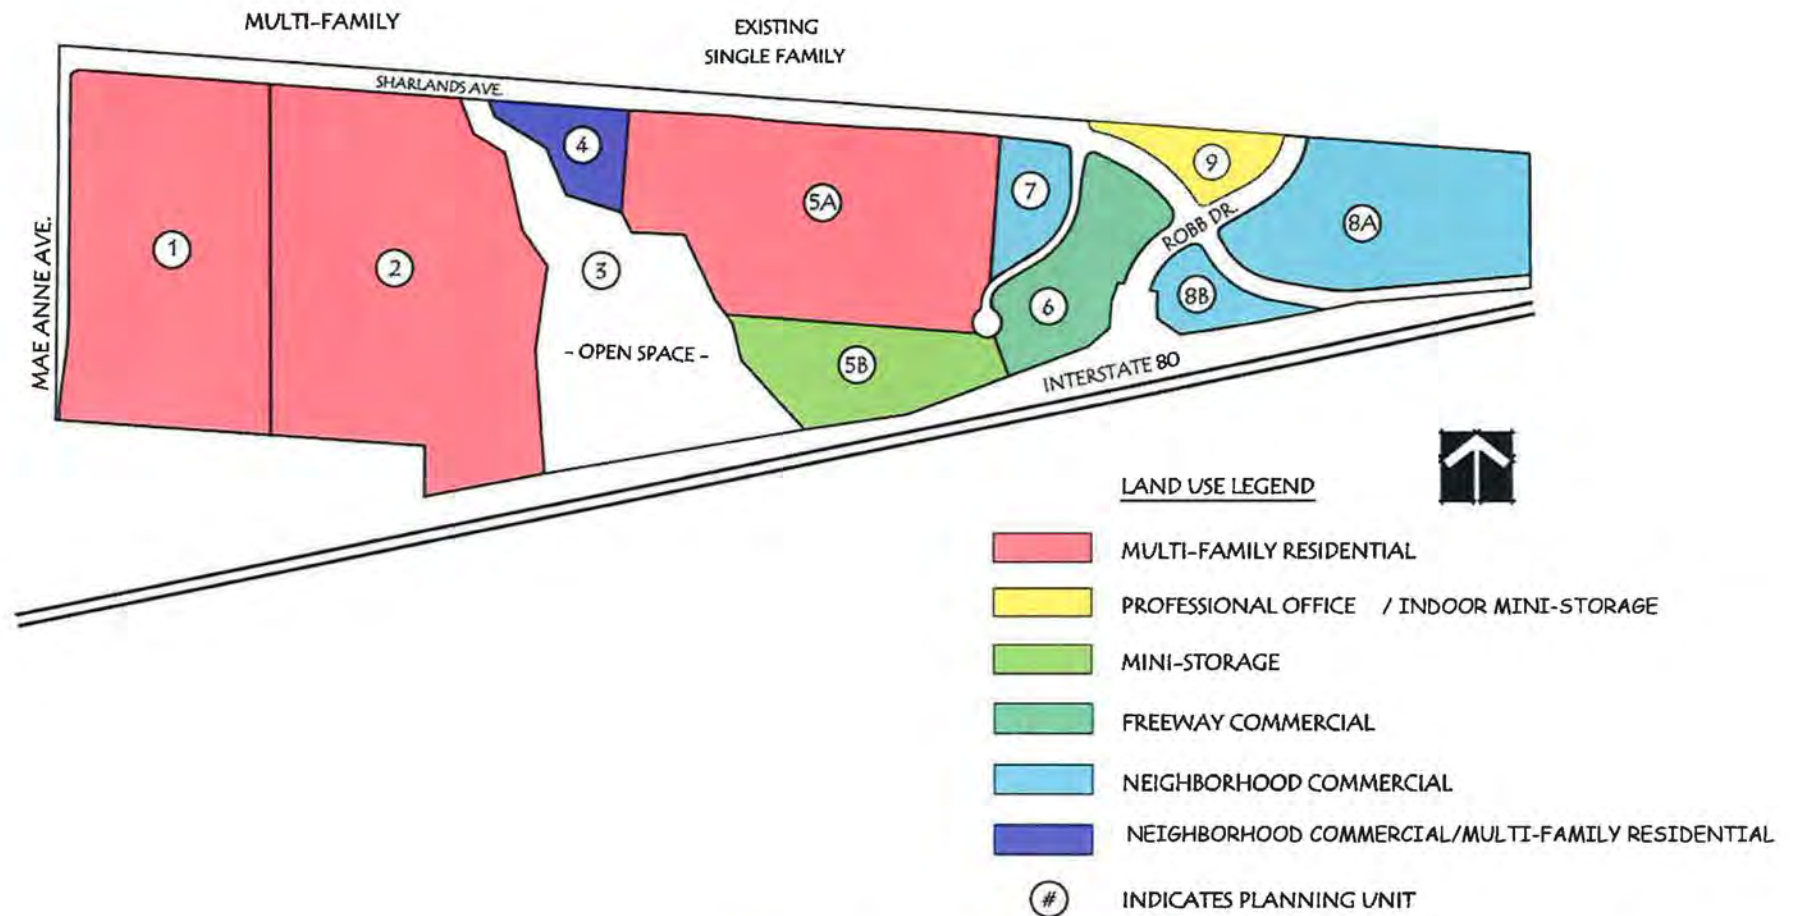 MULTI-FAMILY
EXISTING
SINGLE FAMILY
SHARLANDS AVE.
MAE ANNE AVE.
1
2
3
- OPEN SPACE -
4
5A
5B
6
7
8A
8B
9
ROBB DR.
INTERSTATE 80
LAND USE LEGEND
MULTI-FAMILY RESIDENTIAL
PROFESSIONAL OFFICE / INDOOR MINI-STORAGE
MINI-STORAGE
FREEWAY COMMERCIAL
NEIGHBORHOOD COMMERCIAL
NEIGHBORHOOD COMMERCIAL/MULTI-FAMILY RESIDENTIAL
# INDICATES PLANNING UNIT